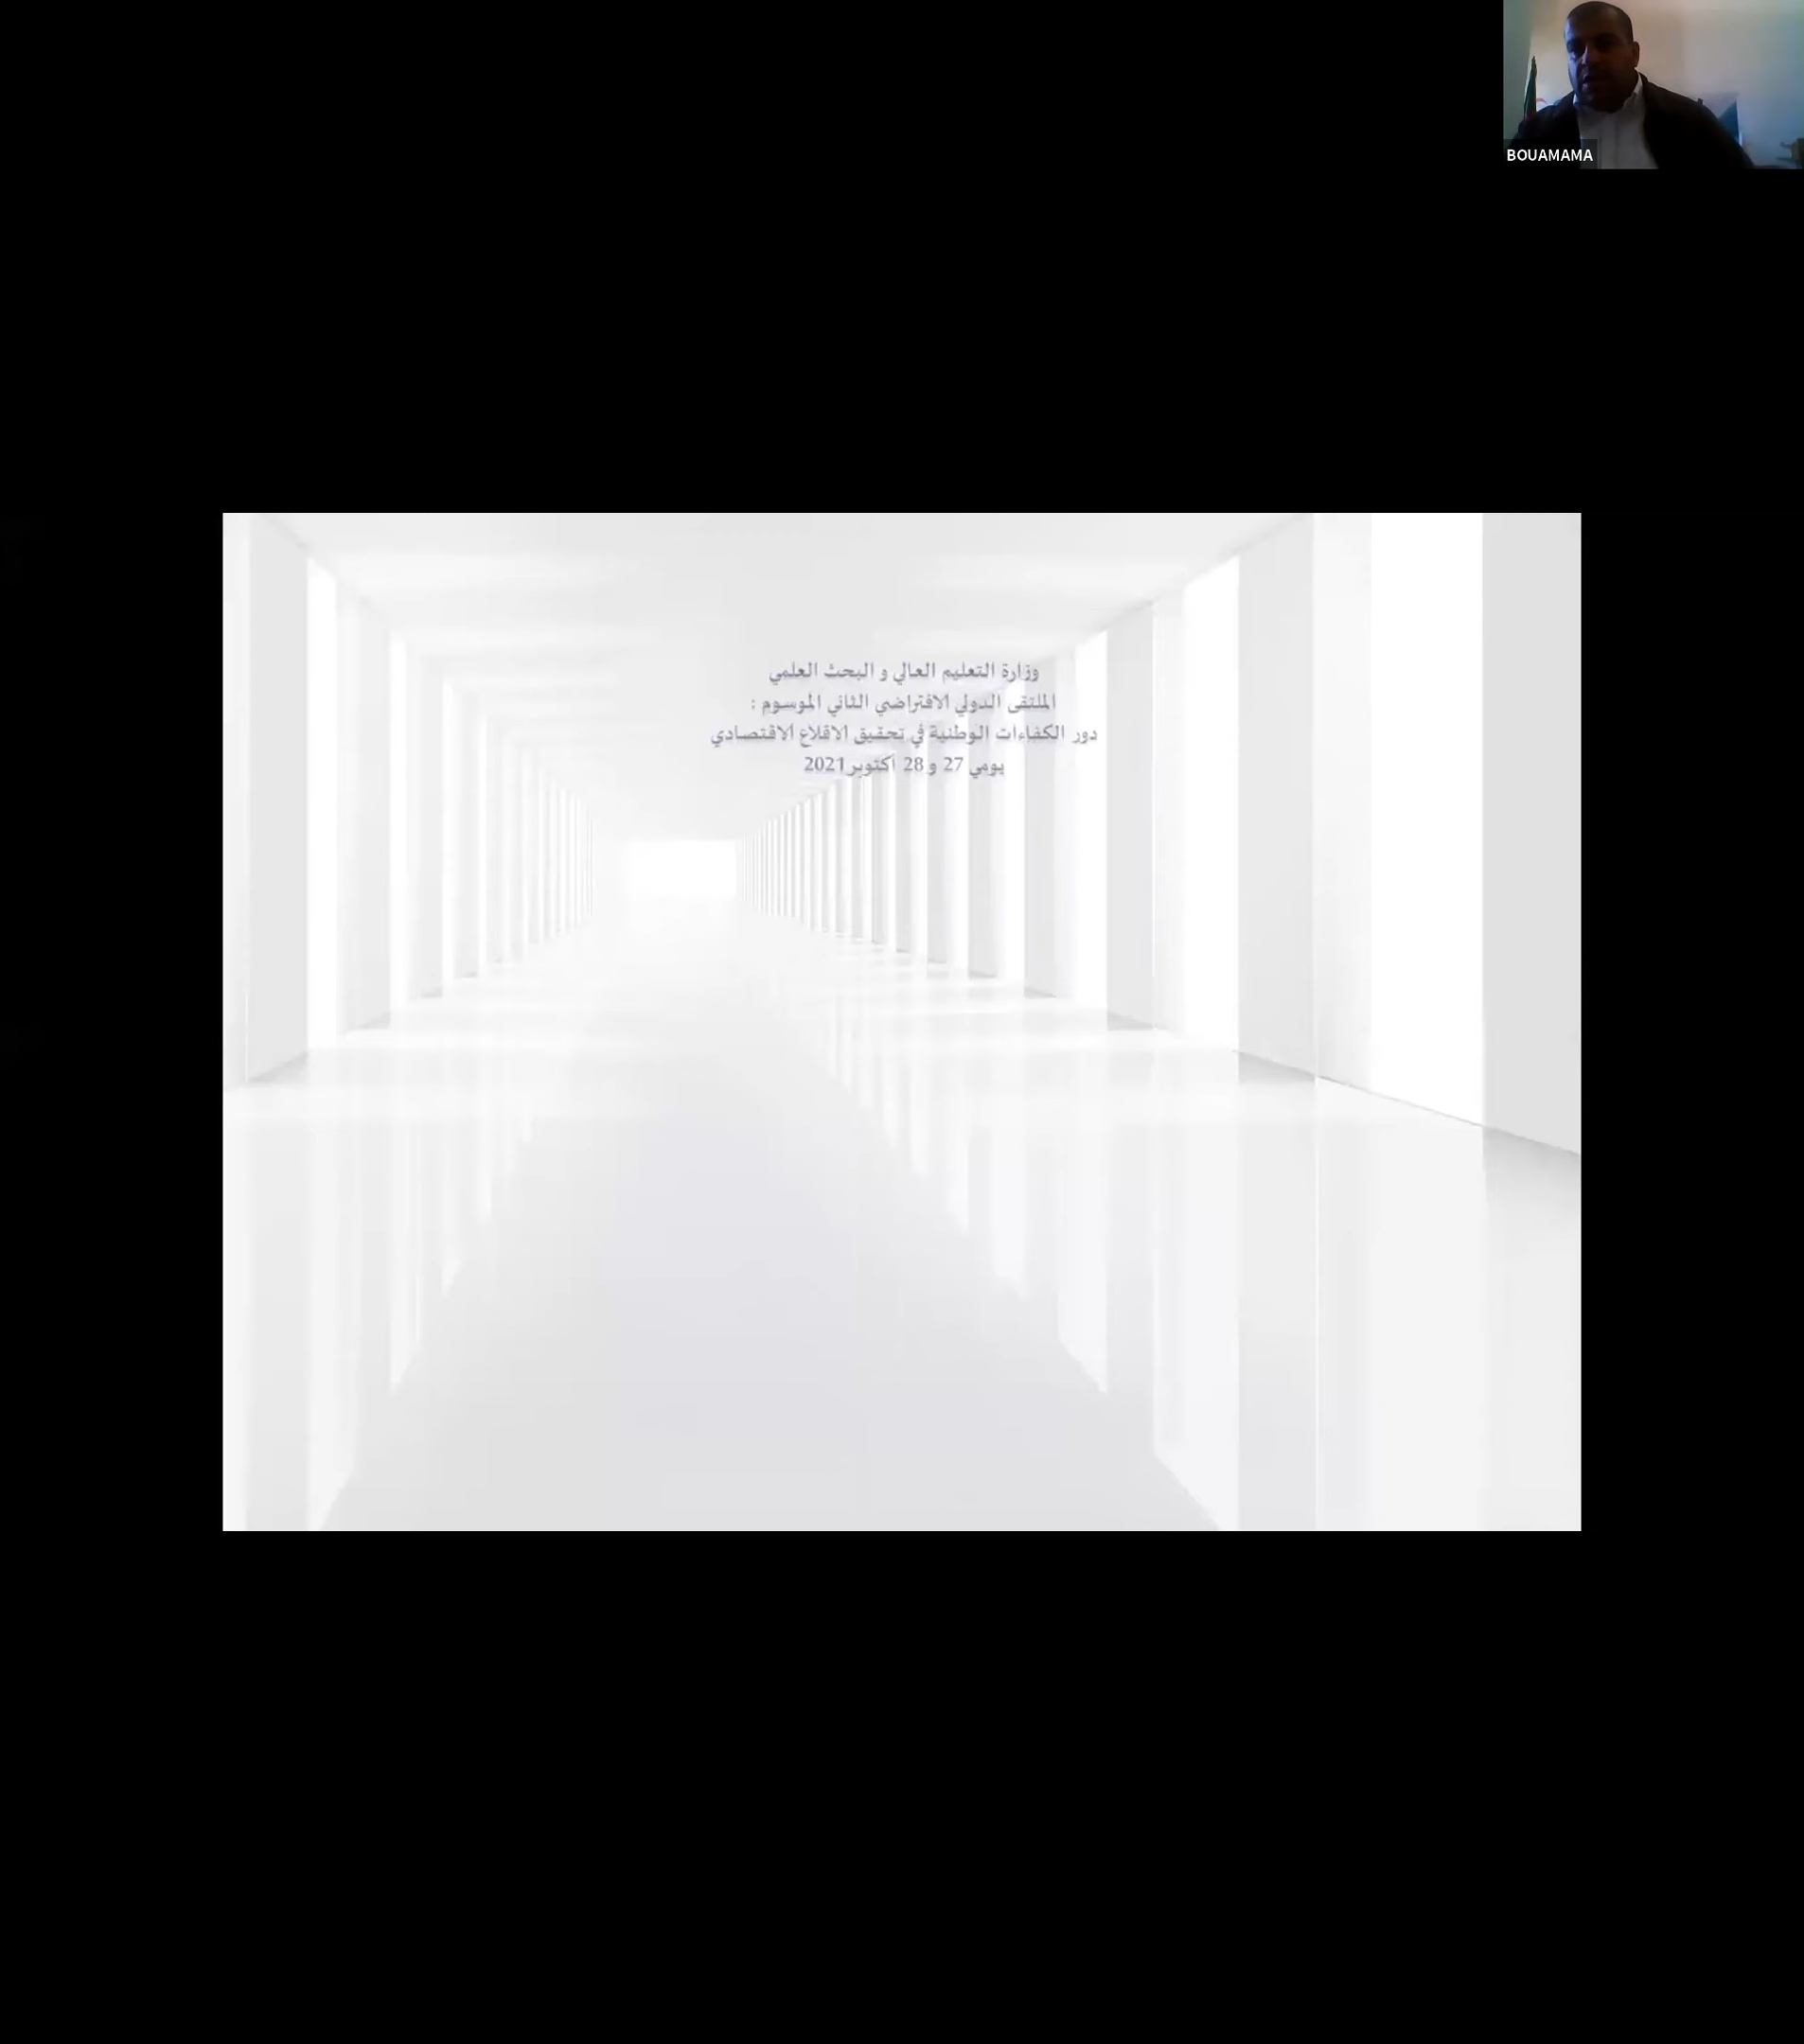 BOUAMAMA
وزارة التعليم العالي و البحث العلمي
الملتقى الدولي الافتراضي الثاني الموسوم :
دور الكفاءات الوطنية في تحقيق الاقلاع الاقتصادي
يومي 27 و 28 أكتوبر 2021